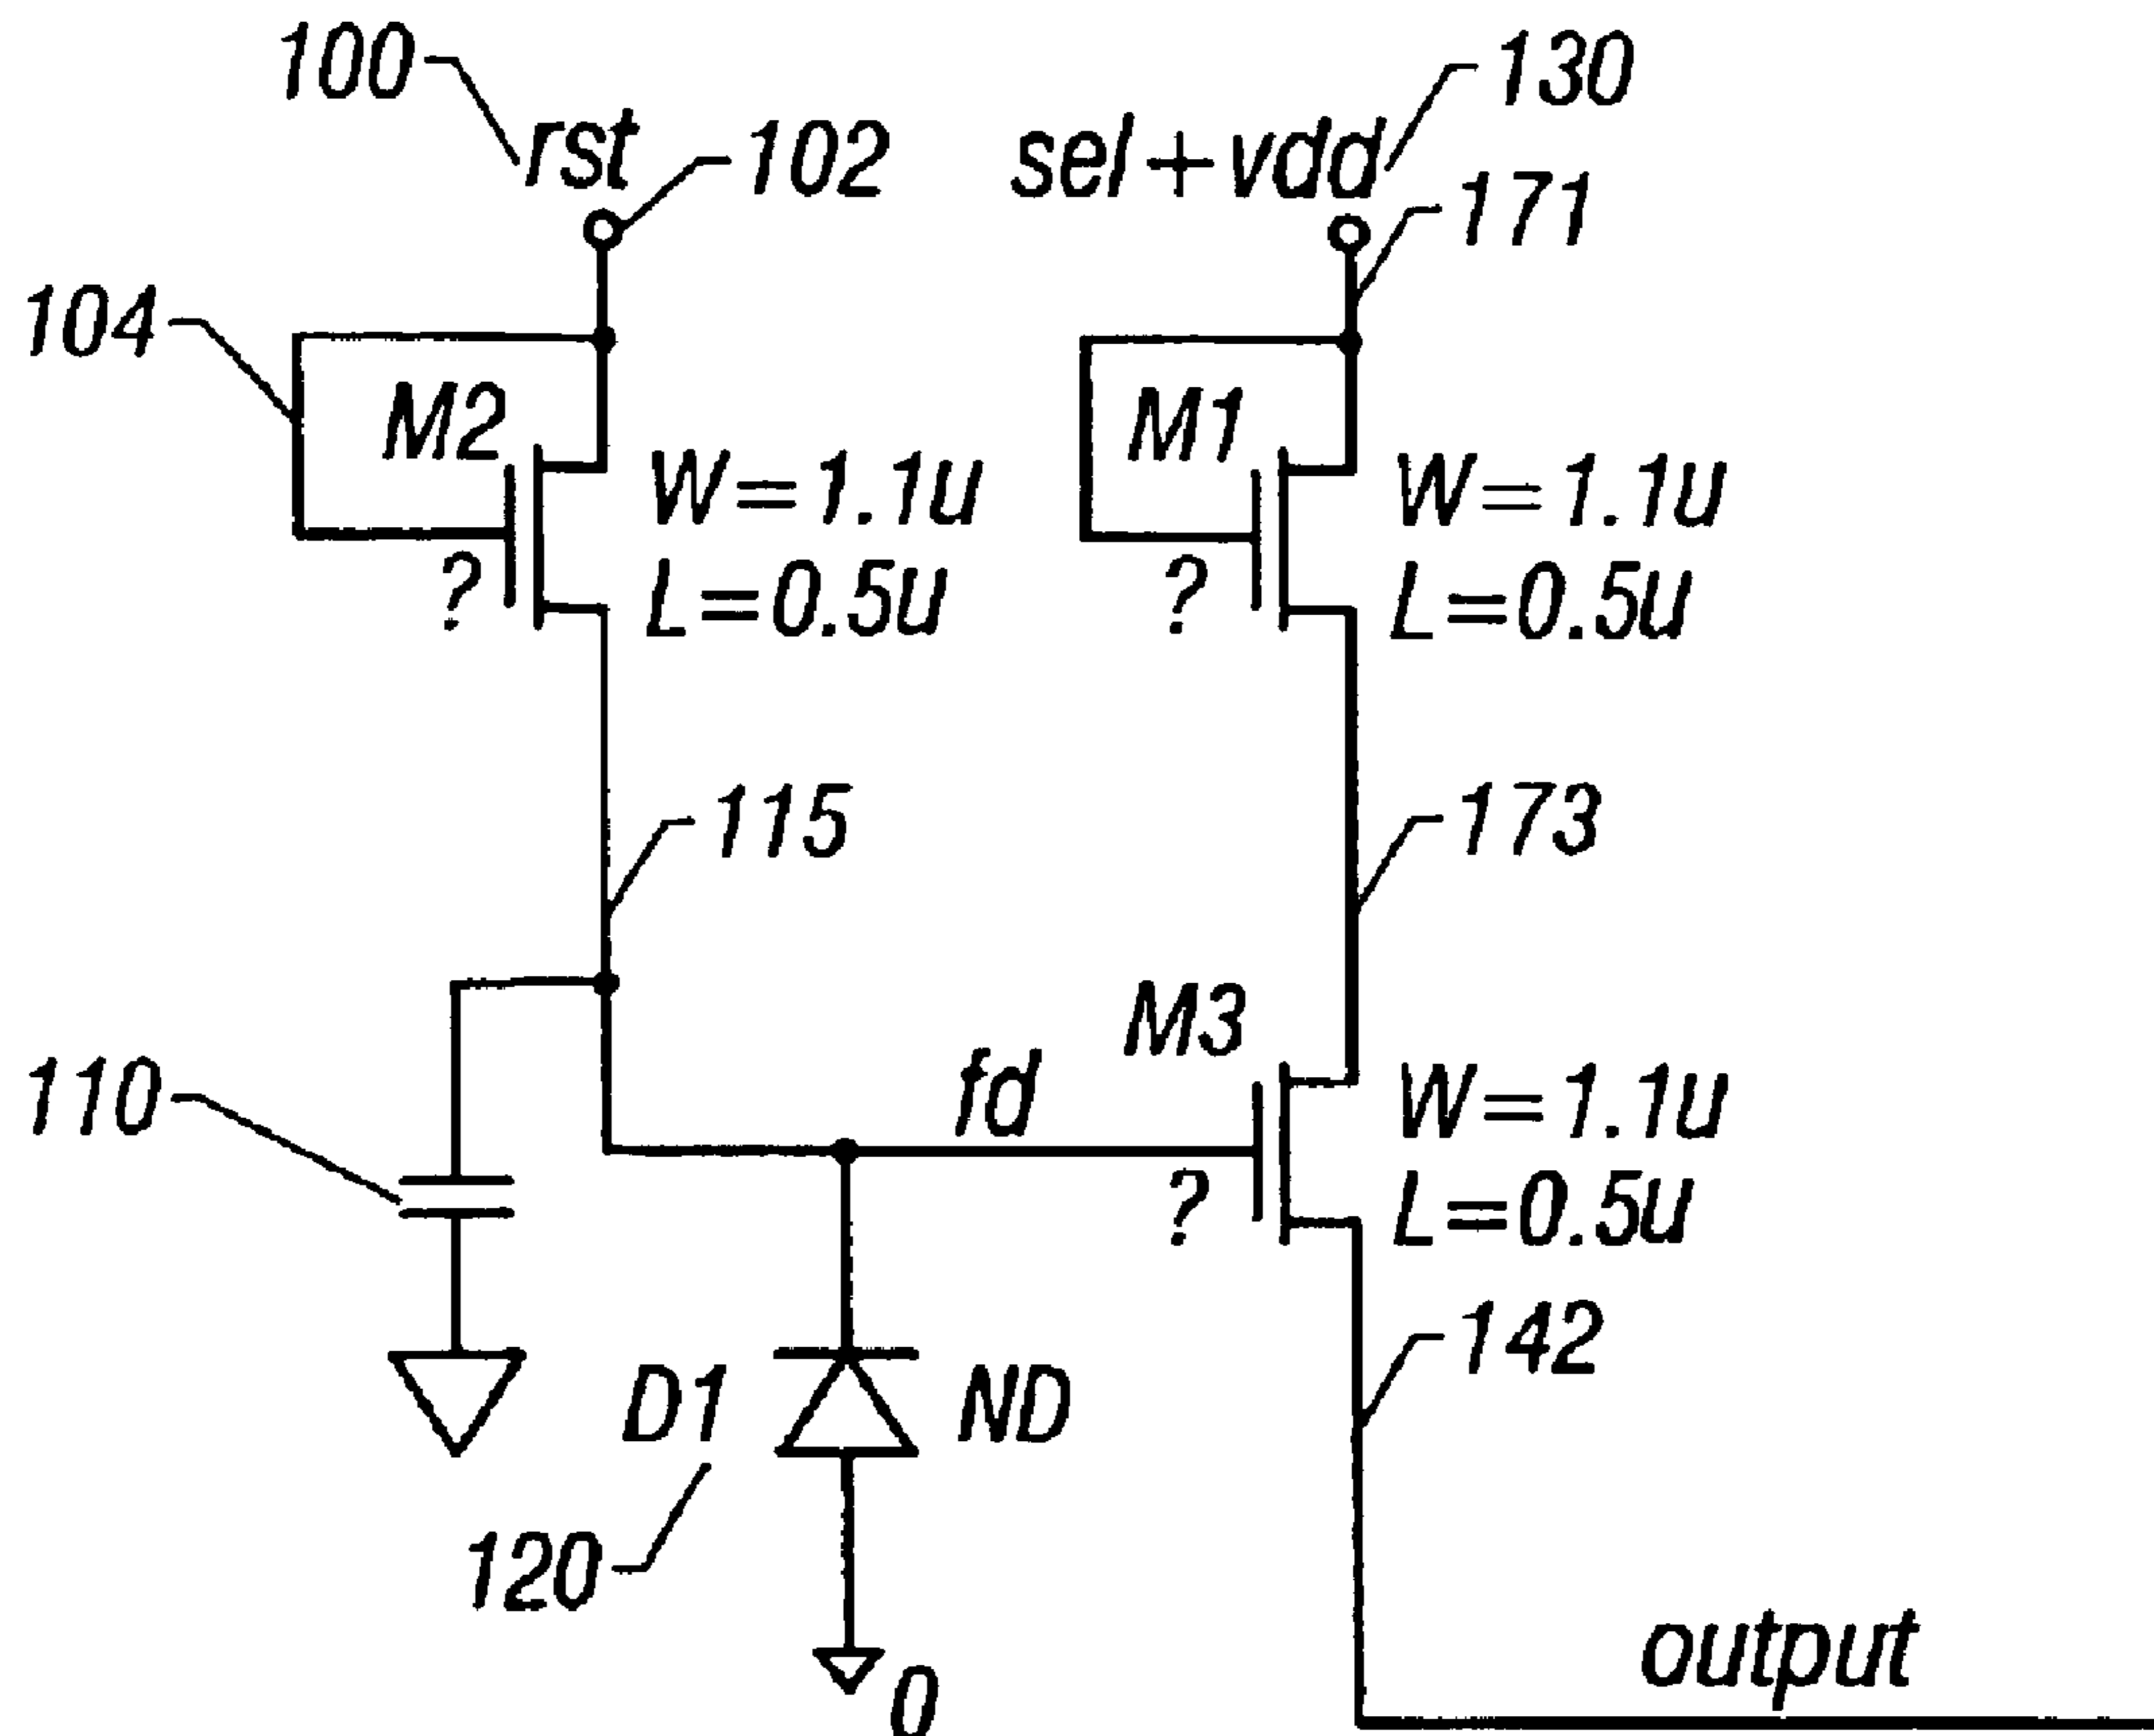 100
rst
102
sel+vdd
130
171
104
M2
W=1.1u
L=0.5u
?
M1
W=1.1u
L=0.5u
?
115
173
110
fd
M3
W=1.1u
L=0.5u
?
D1
ND
120
142
0
output